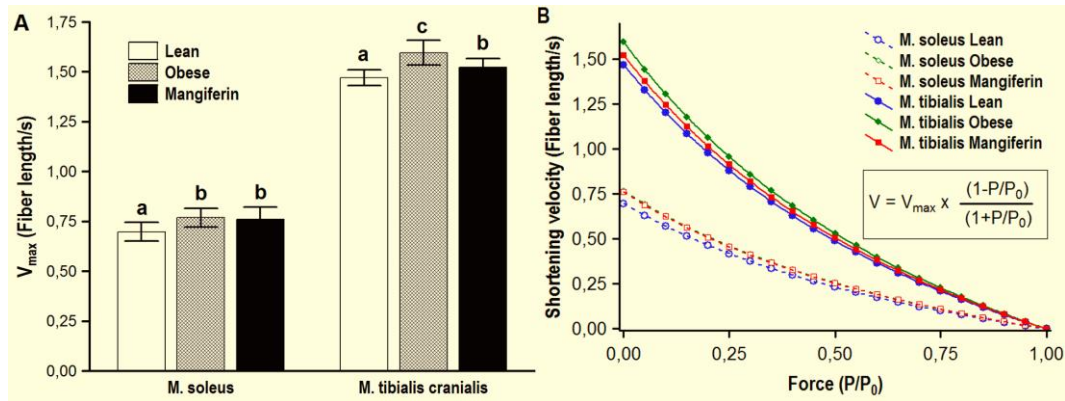 A
1,75
1,50
1,25
1,00
0,75
0,50
0,25
0,00
Vmax (Fiber length/s)
Lean
Obese
Mangiferin
a
b
b
a
c
b
M. soleus
M. tibialis cranialis
B
1,50
1,25
1,00
0,75
0,50
0,25
0,00
Shortening velocity (Fiber length/s)
M. soleus Lean
M. soleus Obese
M. soleus Mangiferin
M. tibialis Lean
M. tibialis Obese
M. tibialis Mangiferin
V = Vmax x (1-P/P0)
(1+P/P0)
0,00
0,25
0,50
0,75
1,00
Force (P/P0)